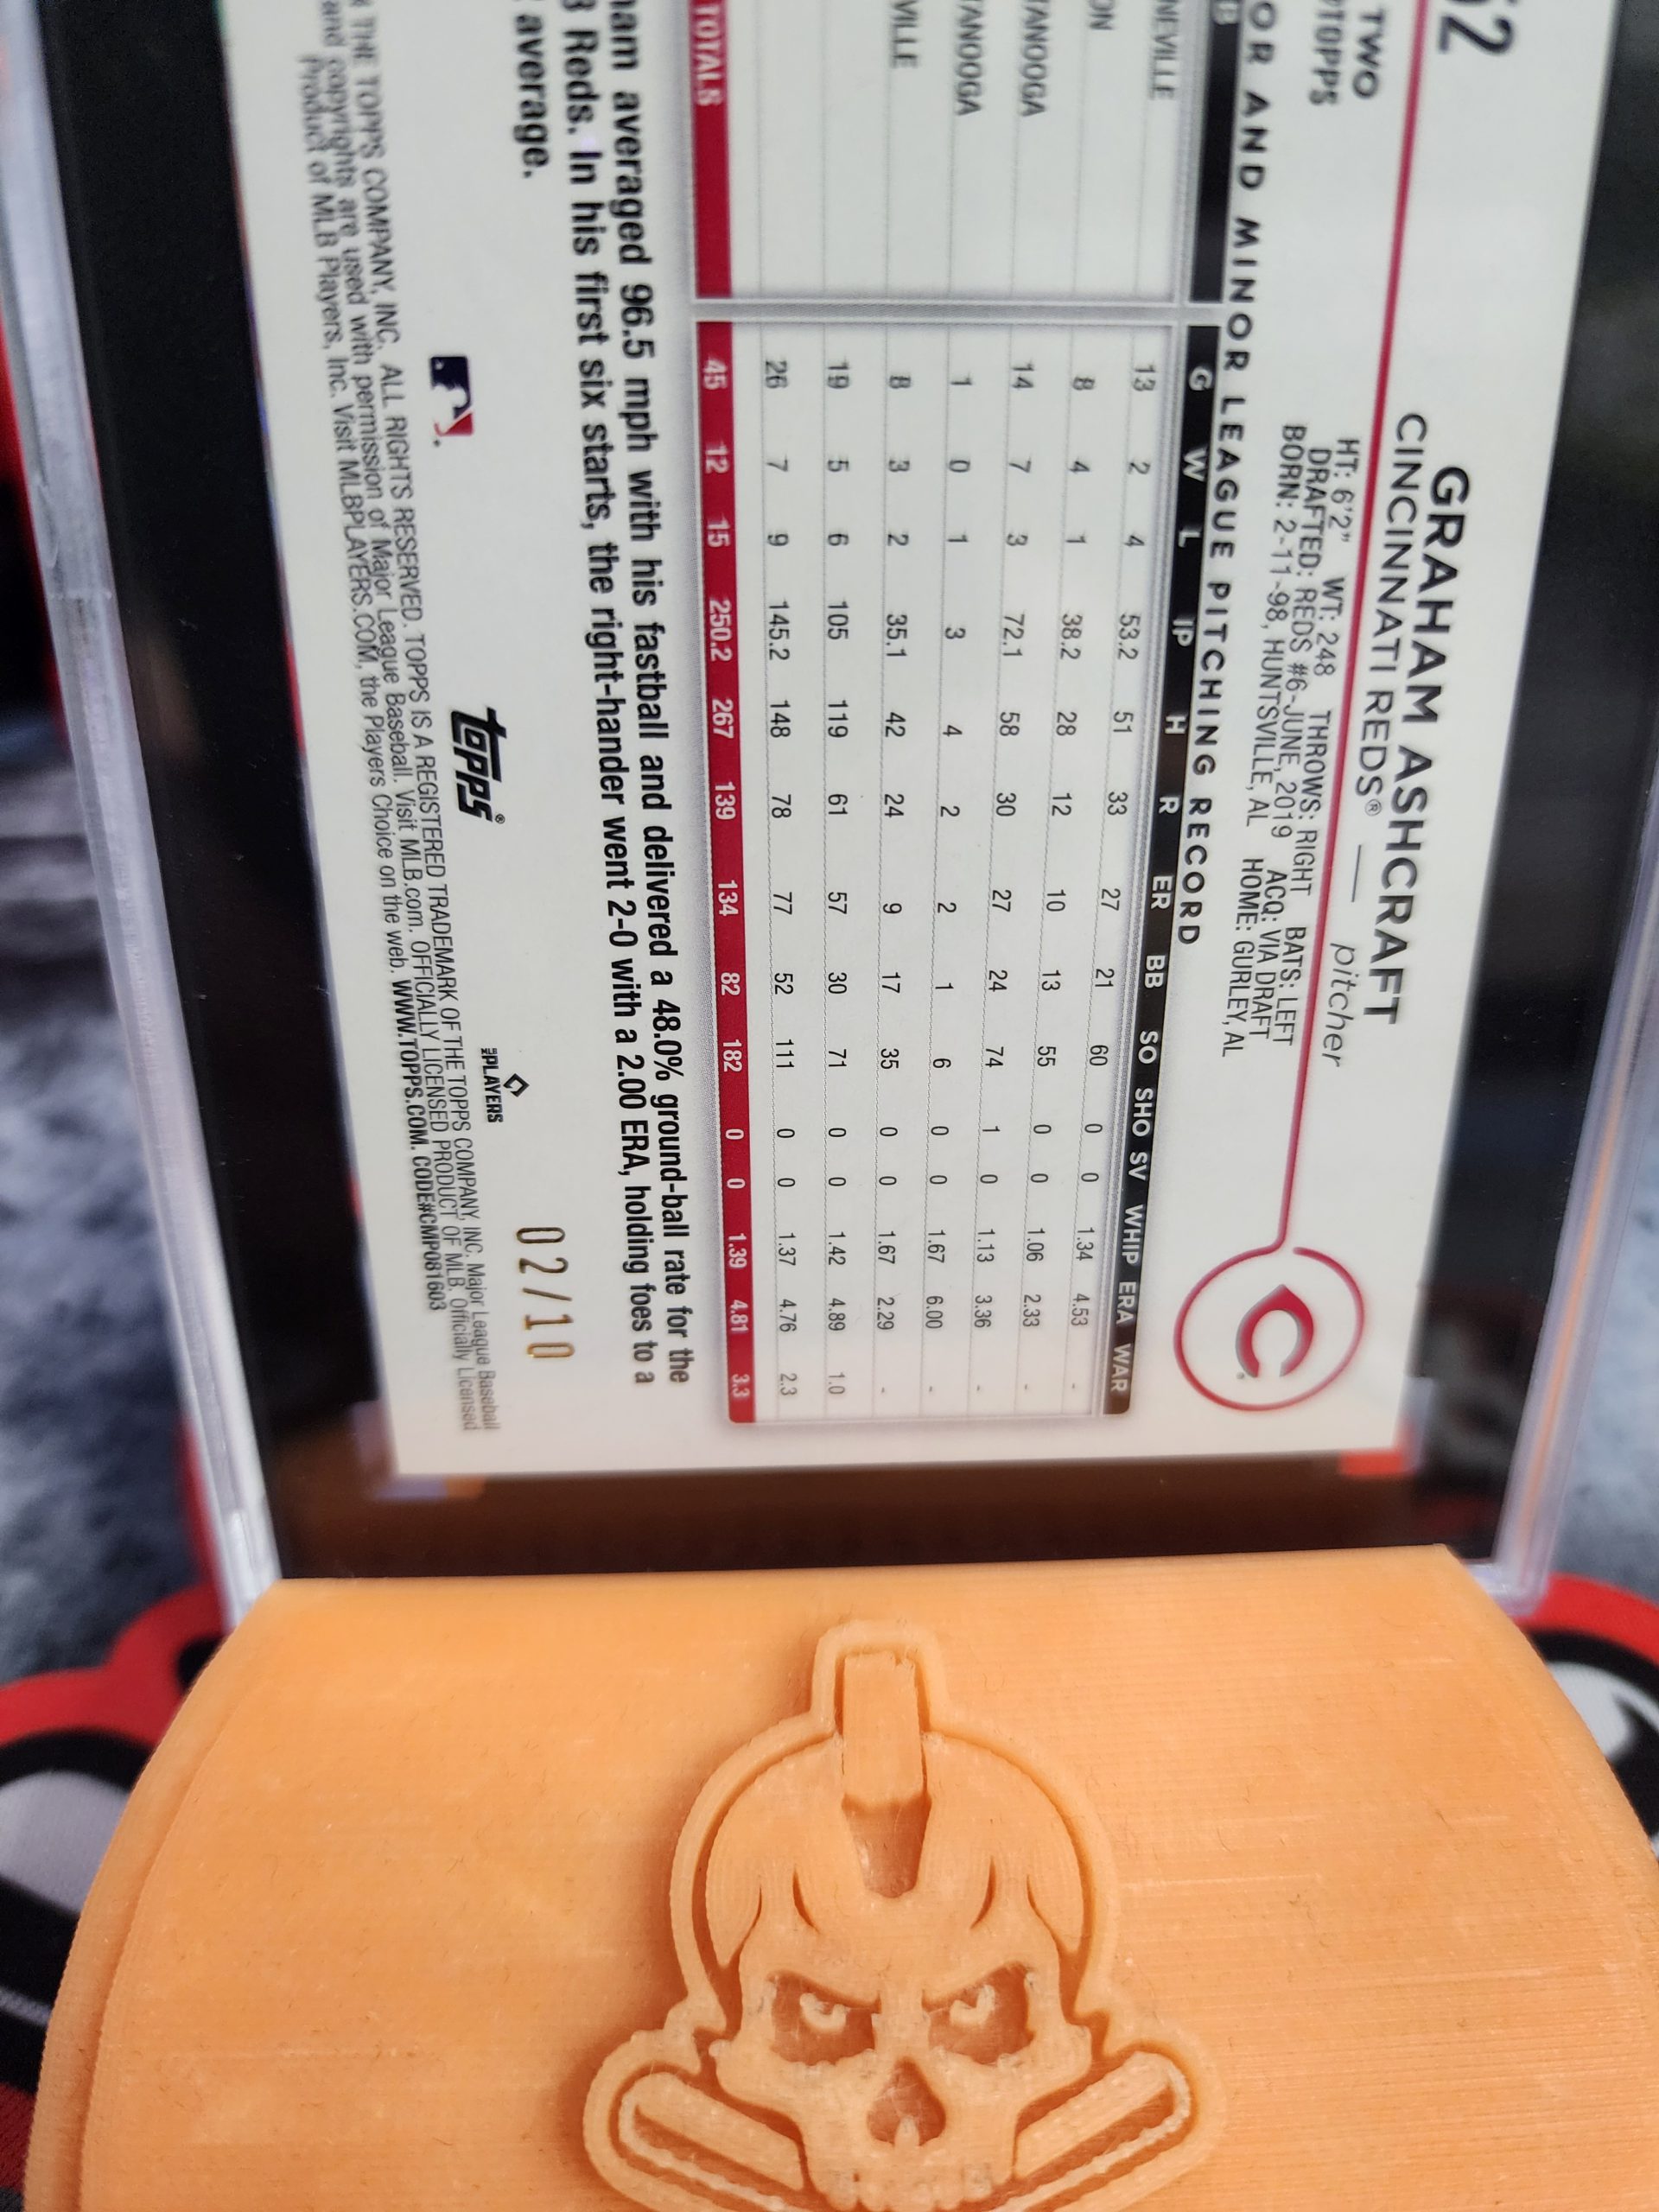 GRAHAM ASHCRAFT
CINCINNATI REDS® — pitcher
HT: 6'2" WT: 248 THROWS: RIGHT BATS: LEFT
DRAFTED: REDS #6-JUNE, 2019 ACQ: VIA DRAFT
BORN: 2-11-98, HUNTSVILLE, AL HOME: GURLEY, AL
TWO
OR AND MINOR LEAGUE PITCHING RECORD
G W L IP H R ER BB SO SHO SV WHIP ERA WAR
NEVILLE 13 2 4 53.2 51 33 27 21 60 0 0 1.34 4.53 -
ON 8 4 1 38.2 28 12 10 13 55 0 0 1.06 2.33 -
TANOOGA 14 7 3 72.1 58 30 27 24 74 1 0 1.13 3.36 -
TANOOGA 1 0 1 3 4 2 2 1 6 0 0 1.67 6.00 -
VILLE 8 3 2 35.1 42 24 9 17 35 0 0 1.67 2.29 -
19 5 6 105 119 61 57 30 71 0 0 1.42 4.89 1.0
26 7 9 145.2 148 78 77 52 111 0 0 1.37 4.76 2.3
TOTALS 45 12 15 250.2 267 139 134 82 182 0 0 1.39 4.81 3.3
ham averaged 96.5 mph with his fastball and delivered a 48.0% ground-ball rate for the
3 Reds. In his first six starts, the right-hander went 2-0 with a 2.00 ERA, holding foes to a
average.
topps®
PLAYERS
02/10
THE TOPPS COMPANY, INC. ALL RIGHTS RESERVED. TOPPS IS A REGISTERED TRADEMARK OF THE TOPPS COMPANY, INC. Major League Baseball
and copyrights are used with permission of Major League Baseball. Visit MLB.com. OFFICIALLY LICENSED PRODUCT OF MLB. Officially Licensed
Product of MLB Players, Inc. Visit MLBPLAYERS.COM, the Players Choice on the web. WWW.TOPPS.COM. CODE#CMP081603